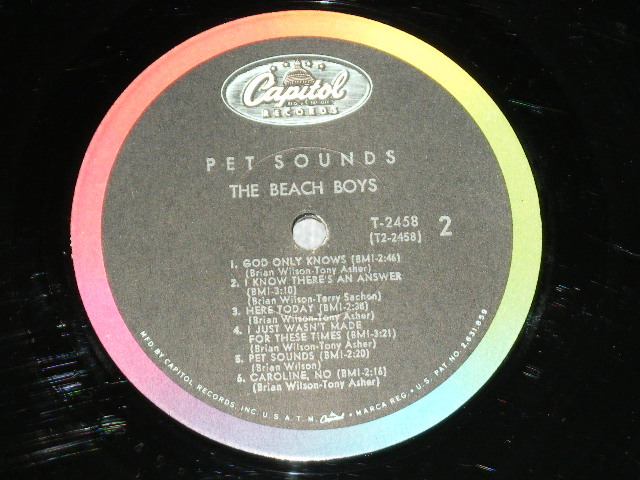 Capitol
RECORDS
PET SOUNDS
THE BEACH BOYS
T-2458
(T2-2458)
2
1. GOD ONLY KNOWS (BMI-2:46)
(Brian Wilson-Tony Asher)
2. I KNOW THERE'S AN ANSWER
(BMI-3:10)
(Brian Wilson-Terry Sachen)
3. HERE TODAY (BMI-2:38)
(Brian Wilson-Tony Asher)
4. I JUST WASN'T MADE
FOR THESE TIMES (BMI-3:21)
(Brian Wilson-Tony Asher)
5. PET SOUNDS (BMI-2:20)
(Brian Wilson)
6. CAROLINE, NO (BMI-2:16)
(Brian Wilson-Tony Asher)
MFD. BY CAPITOL RECORDS, INC. U.S.A. T.M. Capitol MARCA REG. U.S. PAT. NO. 2,631,859